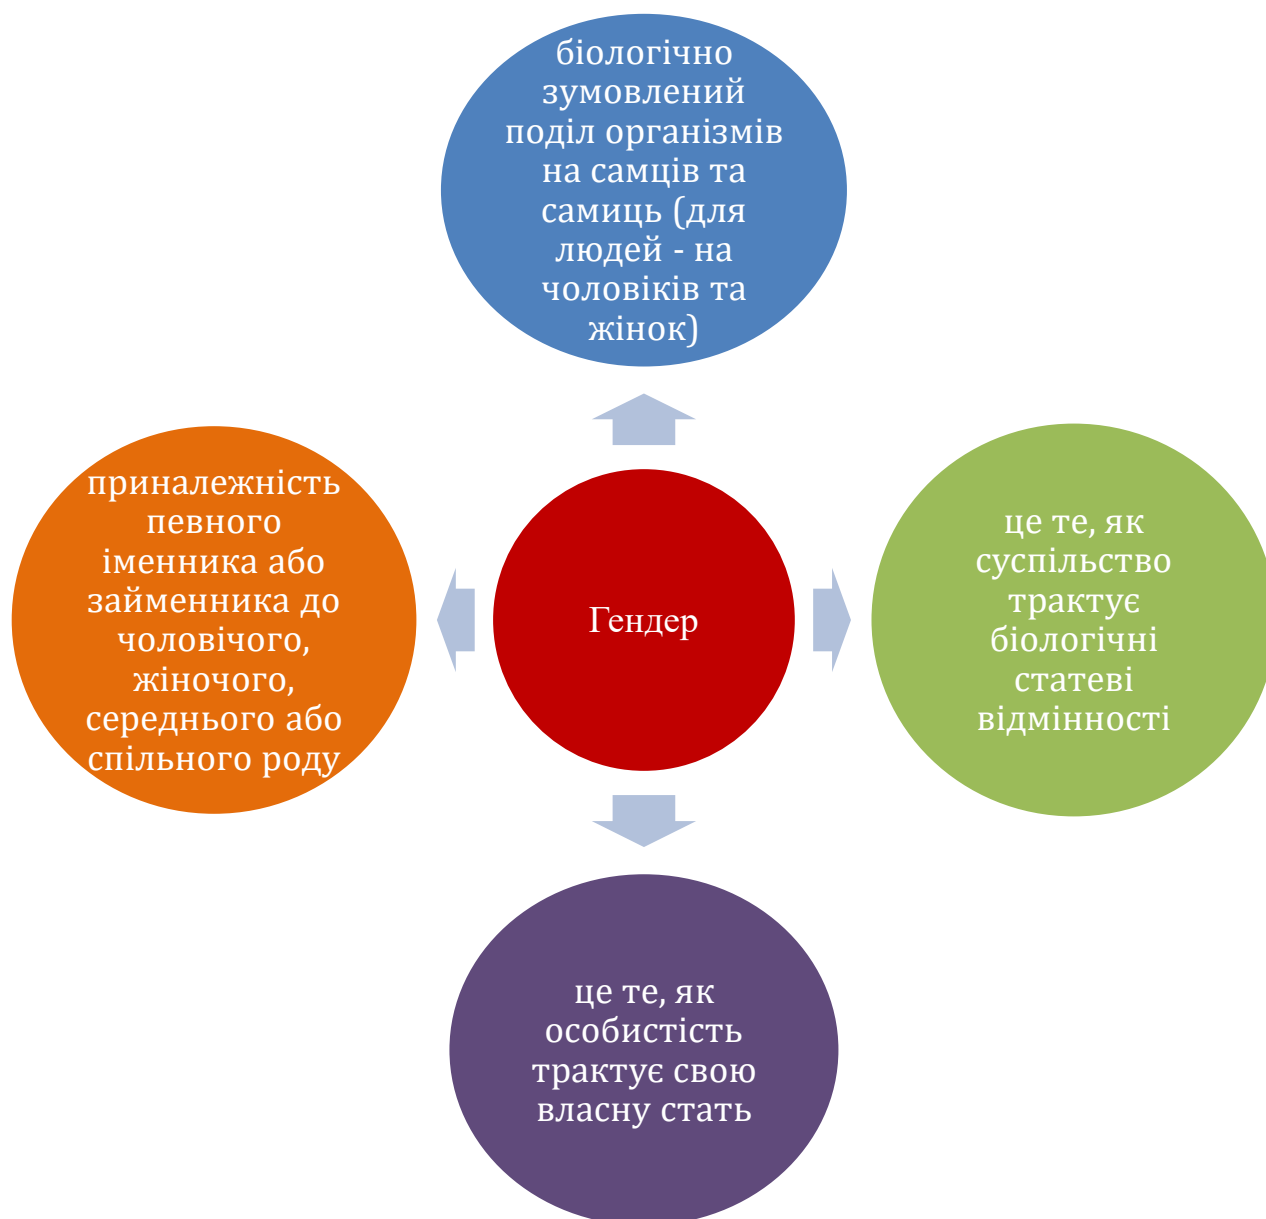 біологічно
зумовлений
поділ організмів
на самців та
самиць (для
людей - на
чоловіків та
жінок)
приналежність
певного
іменника або
займенника до
чоловічого,
жіночого,
середнього або
спільного роду
Гендер
це те, як
суспільство
трактує
біологічні
статеві
відмінності
це те, як
особистість
трактує свою
власну стать